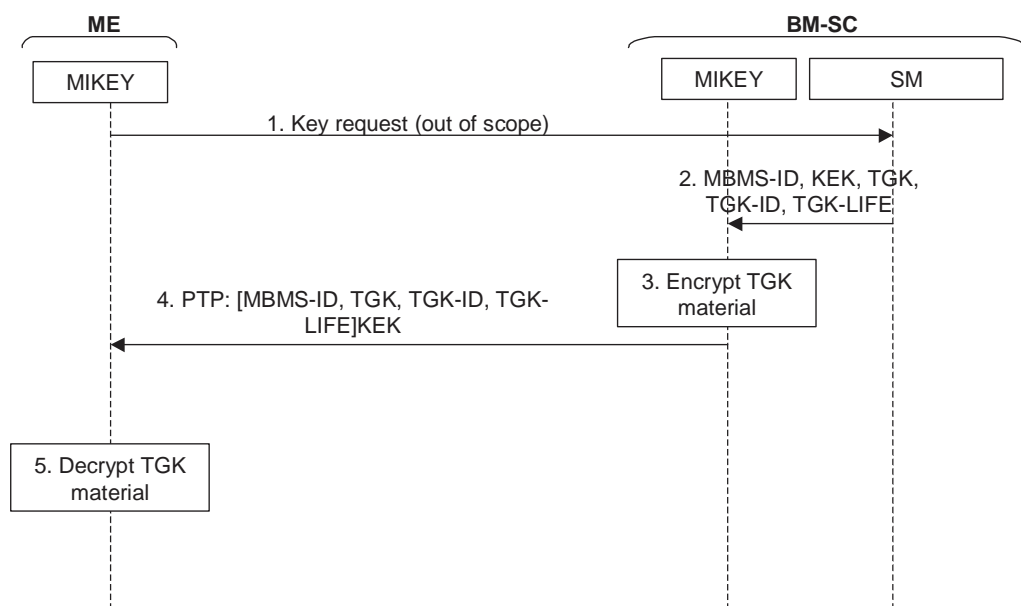 ME
BM-SC
MIKEY
MIKEY
SM
1. Key request (out of scope)
2. MBMS-ID, KEK, TGK,
TGK-ID, TGK-LIFE
3. Encrypt TGK
material
4. PTP: [MBMS-ID, TGK, TGK-ID, TGK-
LIFE]KEK
5. Decrypt TGK
material